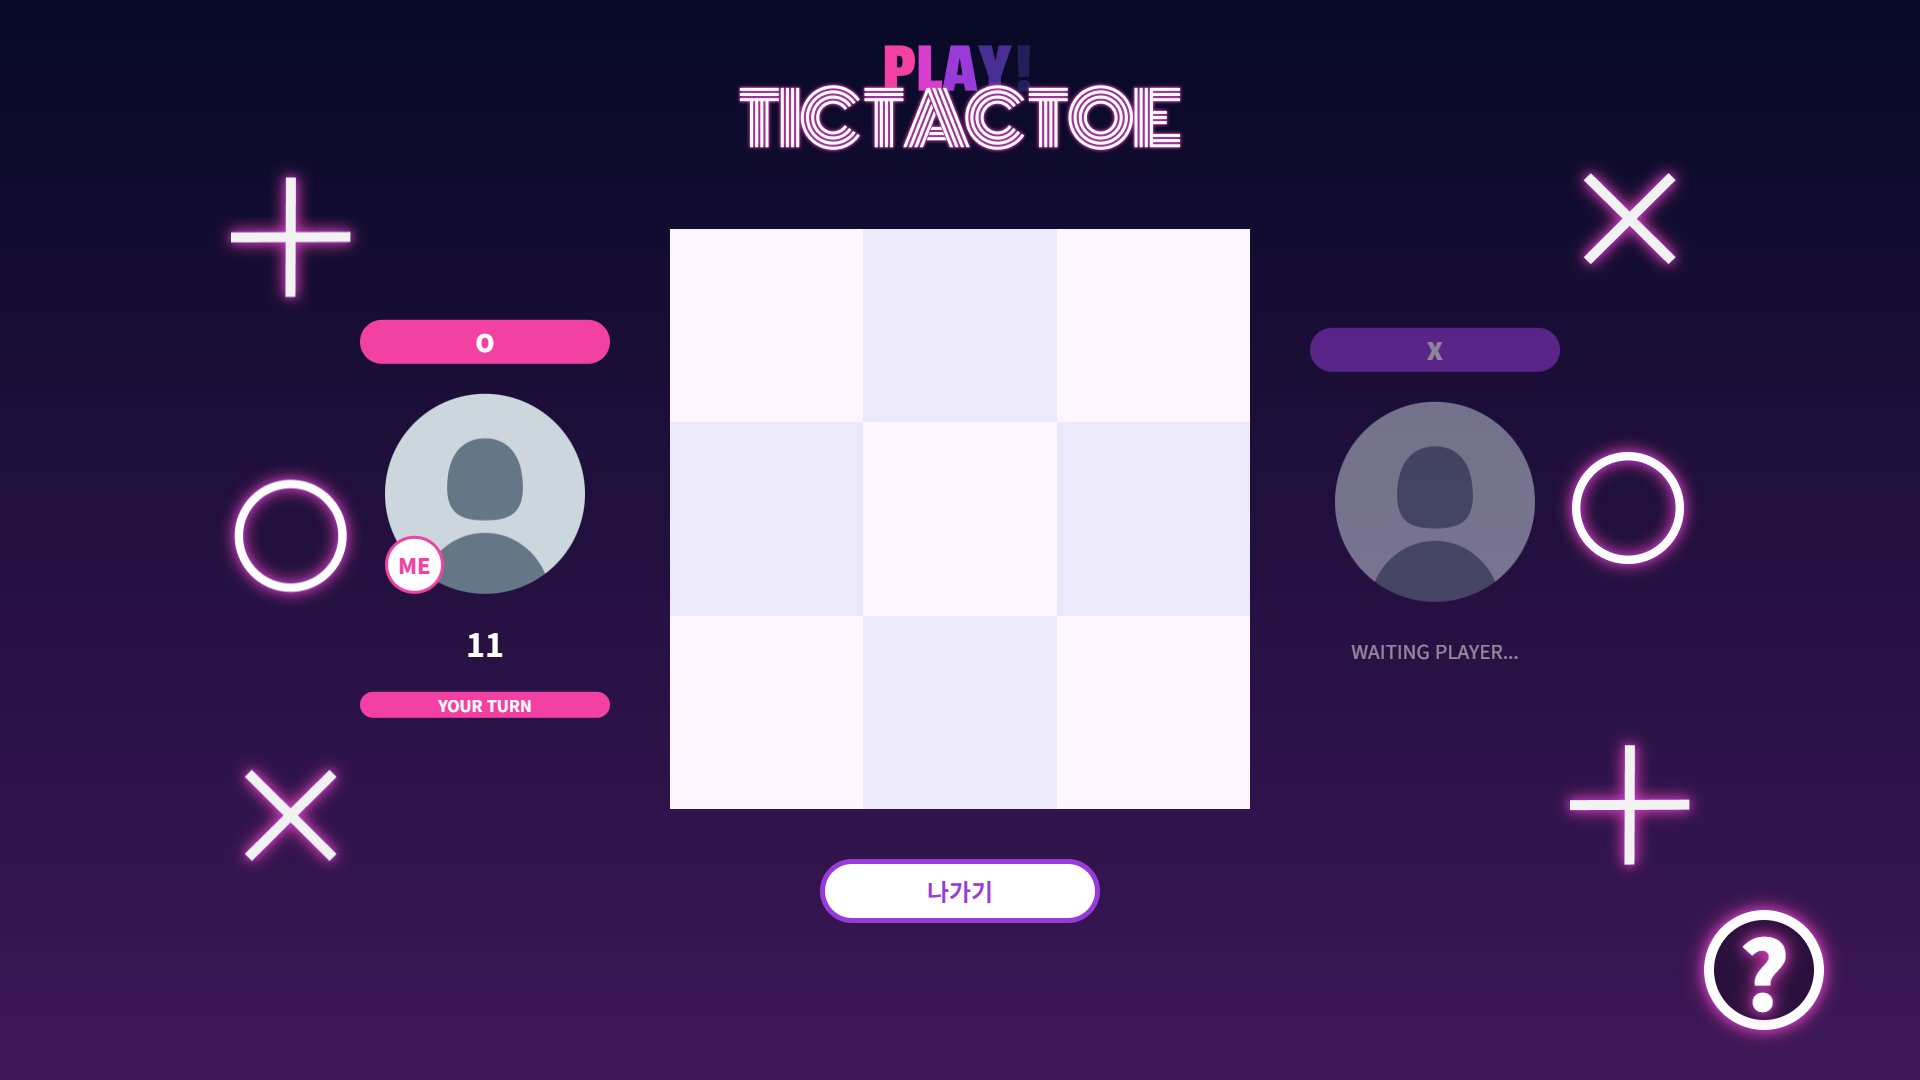 PLAY!
TICTACTOE
O
X
ME
11
WAITING PLAYER...
YOUR TURN
나가기
?